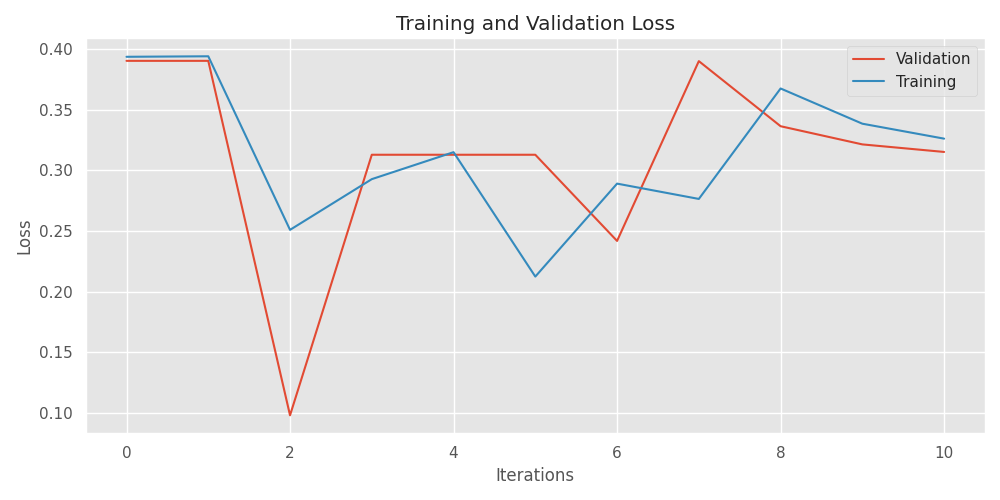 Training and Validation Loss
0.40
0.35
0.30
0.25
0.20
0.15
0.10
Loss
Validation
Training
0 2 4 6 8 10
Iterations